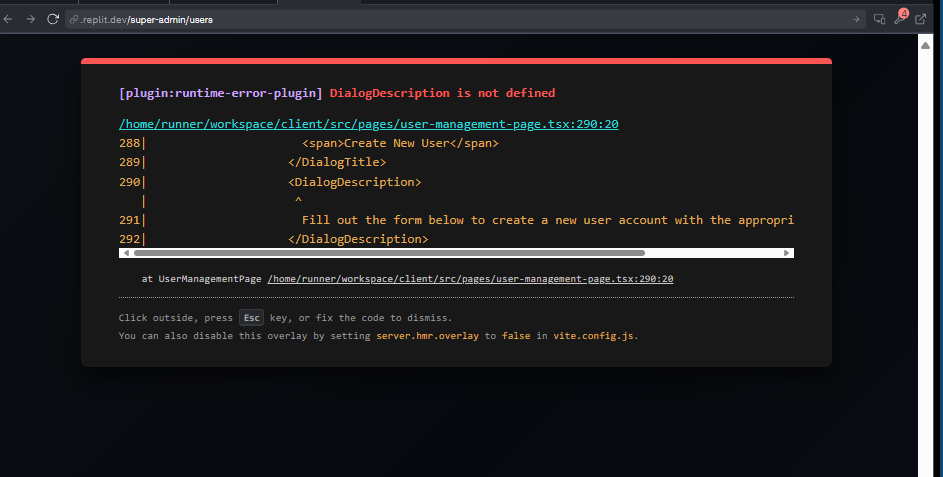 .replit.dev/super-admin/users
4
[plugin:runtime-error-plugin] DialogDescription is not defined
/home/runner/workspace/client/src/pages/user-management-page.tsx:290:20
288| <span>Create New User</span>
289| </DialogTitle>
290| <DialogDescription>
| ^
291| Fill out the form below to create a new user account with the appropri
292| </DialogDescription>
at UserManagementPage /home/runner/workspace/client/src/pages/user-management-page.tsx:290:20
Click outside, press Esc key, or fix the code to dismiss.
You can also disable this overlay by setting server.hmr.overlay to false in vite.config.js.